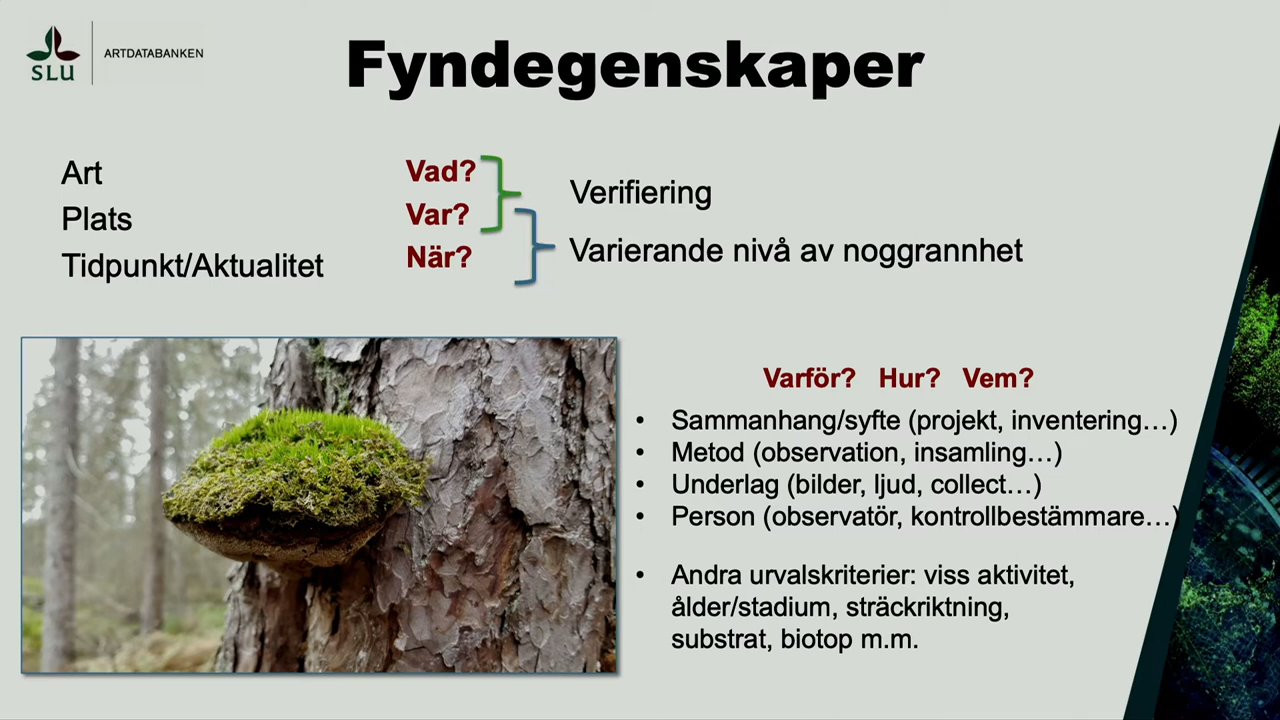 SLU
ARTDATABANKEN
Fyndegenskaper
Art
Vad?
Plats
Var?
Tidpunkt/Aktualitet
När?
Verifiering
Varierande nivå av noggrannhet
Varför? Hur? Vem?
• Sammanhang/syfte (projekt, inventering…)
• Metod (observation, insamling…)
• Underlag (bilder, ljud, collect…)
• Person (observatör, kontrollbestämmare…)
• Andra urvalskriterier: viss aktivitet,
ålder/stadium, sträckriktning,
substrat, biotop m.m.